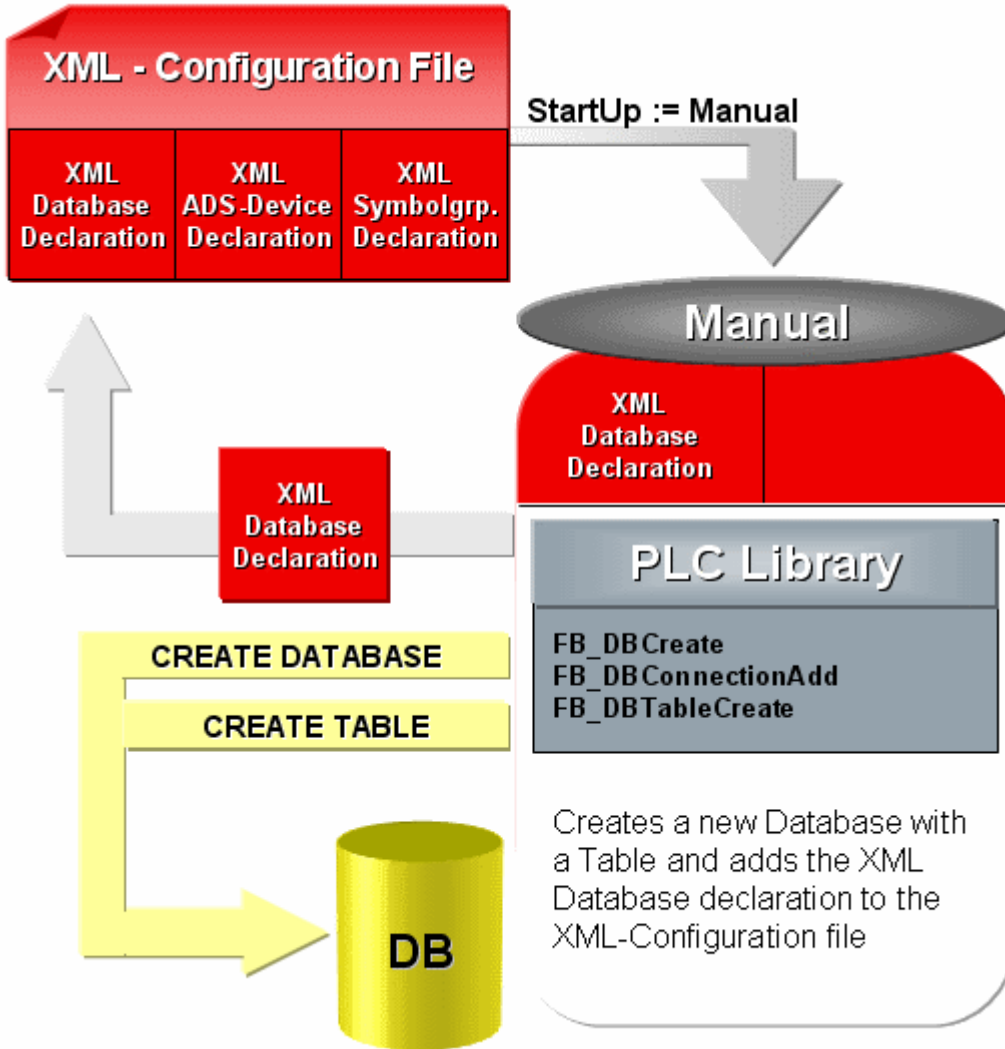 XML - Configuration File
XML
Database
Declaration
XML
ADS-Device
Declaration
XML
Symbolgrp.
Declaration
StartUp := Manual
Manual
XML
Database
Declaration
XML
Database
Declaration
PLC Library
FB_DBCreate
FB_DBConnectionAdd
FB_DBTableCreate
CREATE DATABASE
CREATE TABLE
DB
Creates a new Database with
a Table and adds the XML
Database declaration to the
XML-Configuration file